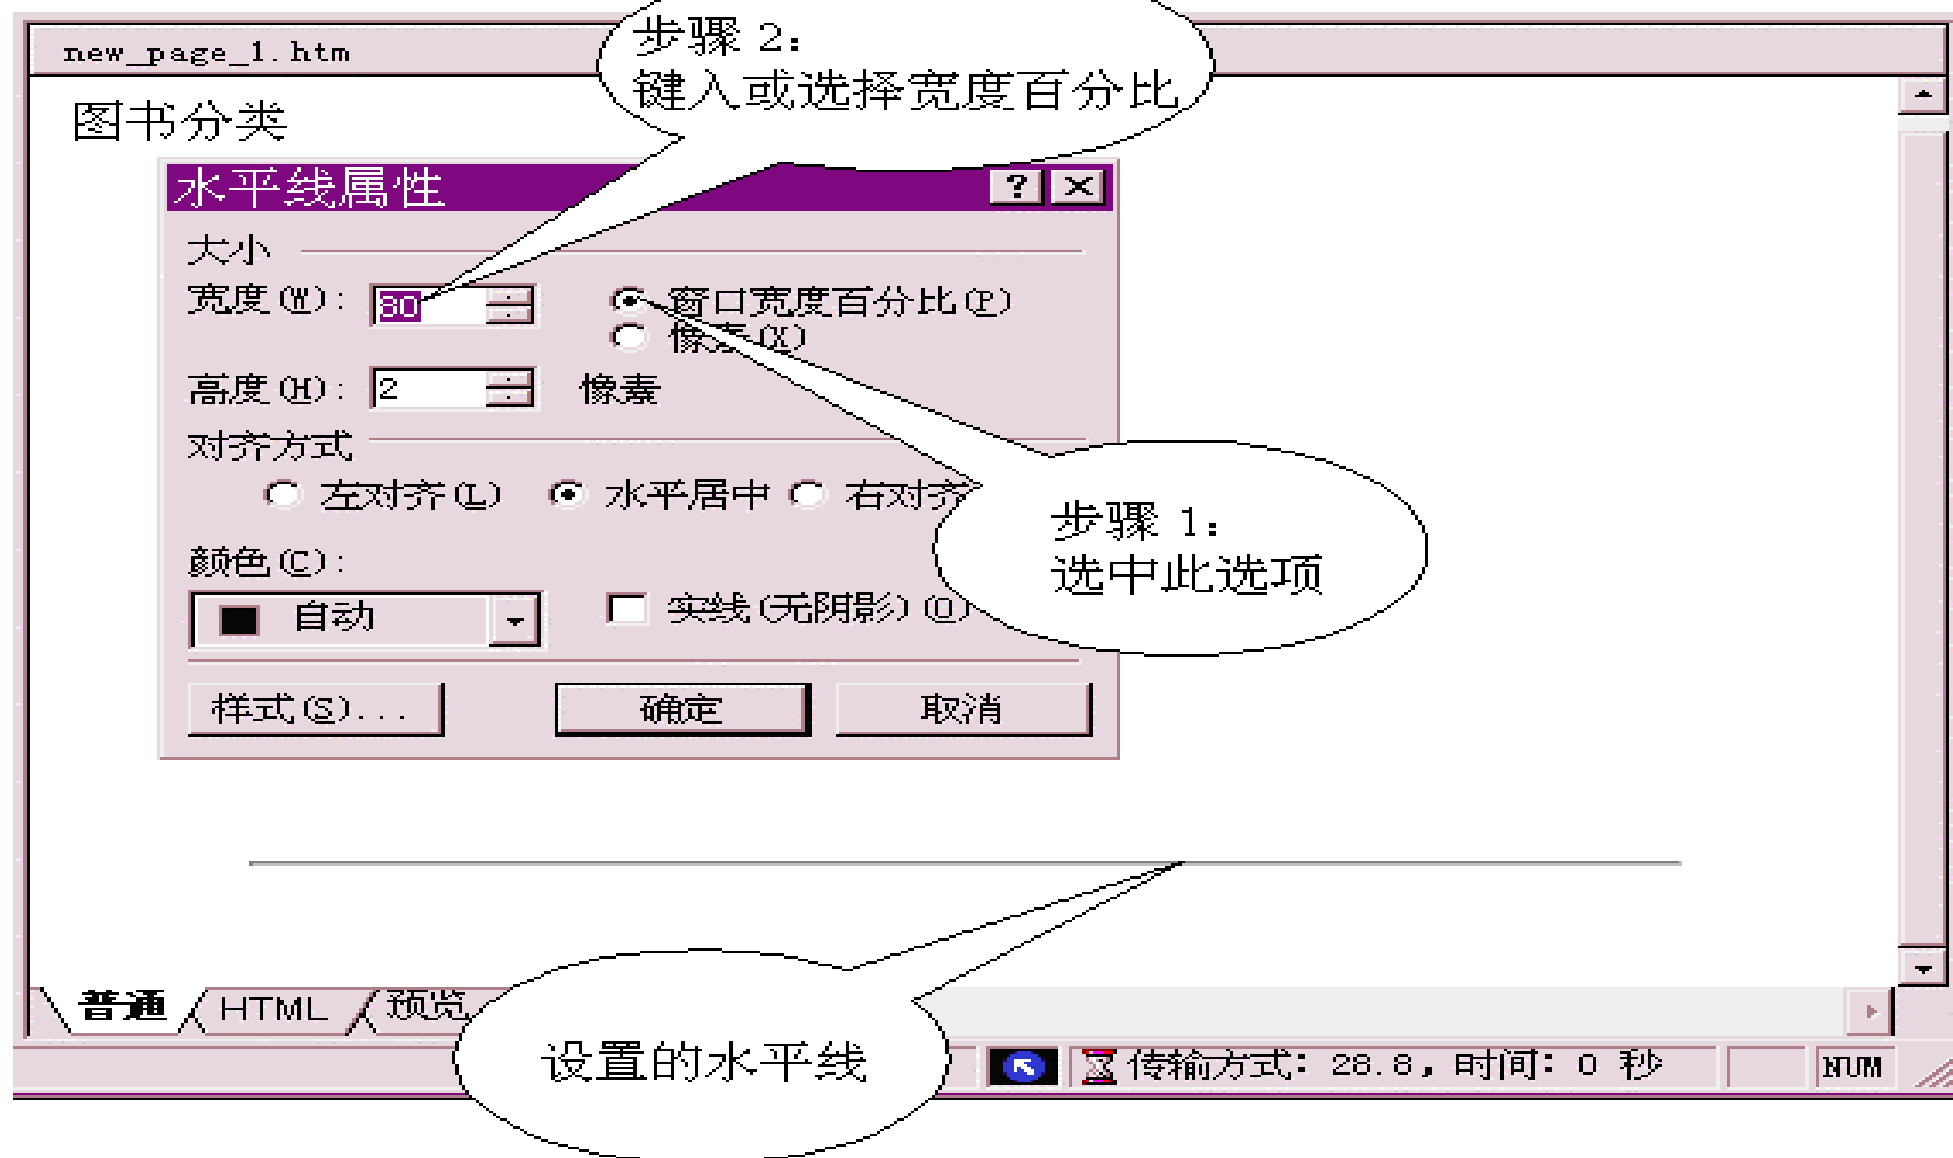 步骤 2：
键入或选择宽度百分比
new_page_1.htm
图书分类
水平线属性
大小
宽度(W): 80 窗口宽度百分比(P)
像素(X)
高度(H): 2 像素
对齐方式
左对齐(L) 水平居中 右对齐
步骤 1：
选中此选项
颜色(C):
自动 实线(无阴影)(O)
样式(S)... 确定 取消
普通 HTML 预览
设置的水平线
传输方式: 28.8, 时间: 0 秒 NUM